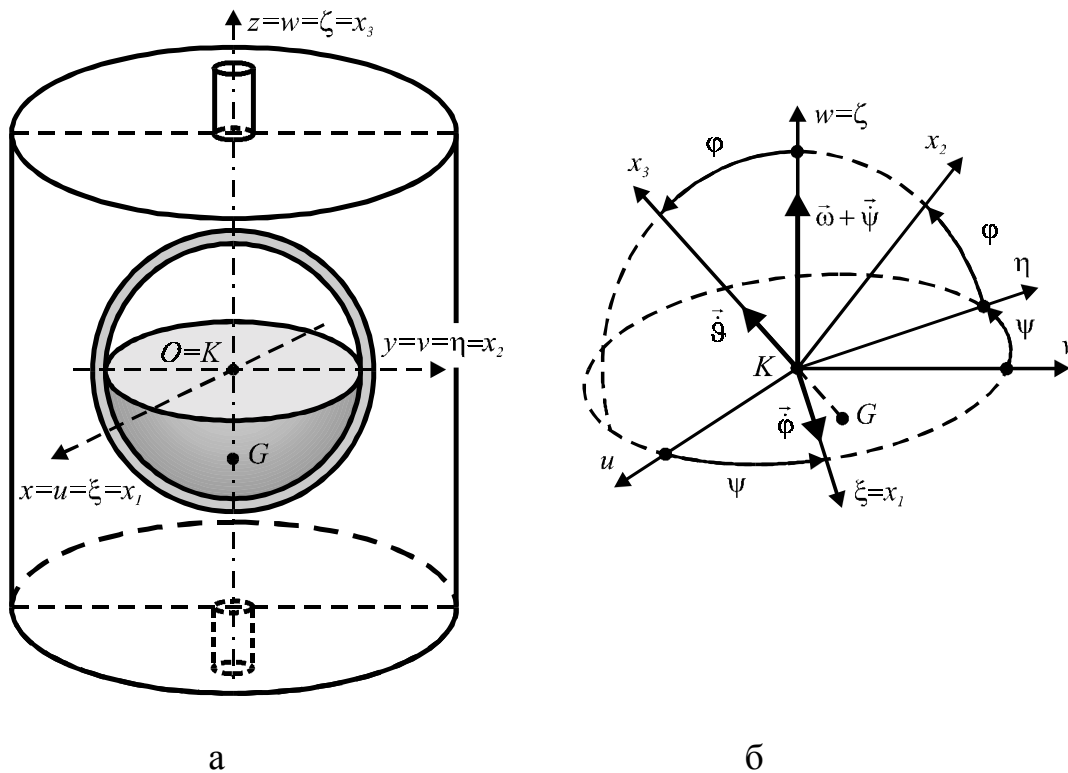 z=w=ζ=x₃
O=K
y=v=η=x₂
G
x=u=ξ=x₁
а
w=ζ
φ
x₂
x₃
ω⃗ + ψ̇⃗
φ
η
ϑ̇⃗
ψ
K
v
φ̇⃗
G
u
ψ
ξ=x₁
б